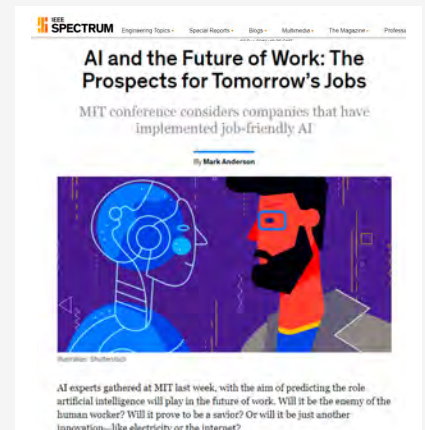 IEEE
SPECTRUM Engineering Topics Special Reports Blogs Multimedia The Magazine
AI and the Future of Work: The
Prospects for Tomorrow's Jobs
MIT conference considers companies that have
implemented job-friendly AI
By Mark Anderson
Illustration: Shutterstock
AI experts gathered at MIT last week, with the aim of predicting the role
artificial intelligence will play in the future of work. Will it be the enemy of the
human worker? Will it prove to be a savior? Or will it be just another
innovation—like electricity or the internet?